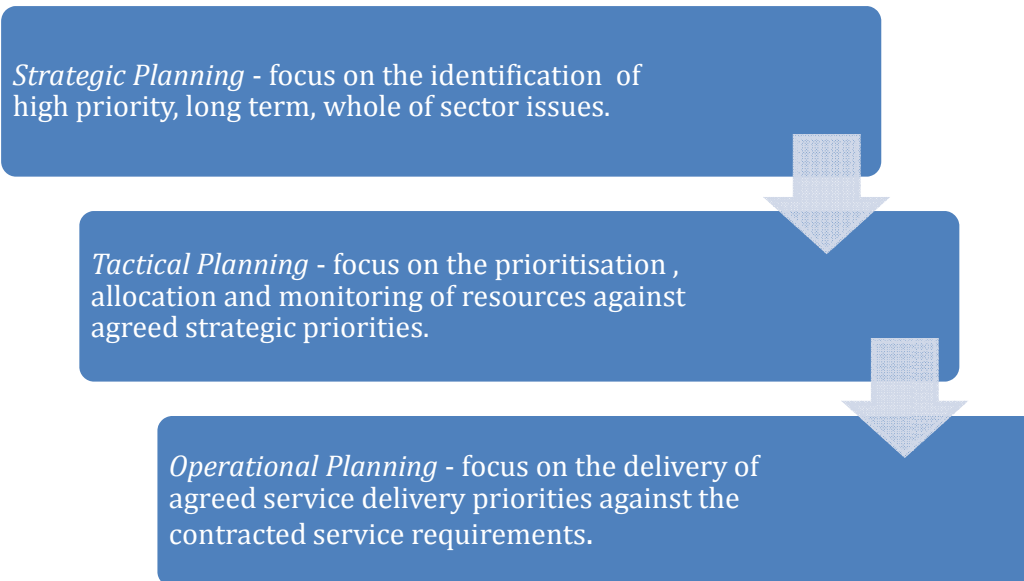 Strategic Planning - focus on the identification  of
high priority, long term, whole of sector issues.
Tactical Planning - focus on the prioritisation ,
allocation and monitoring of resources against
agreed strategic priorities.
Operational Planning - focus on the delivery of
agreed service delivery priorities against the
contracted service requirements.